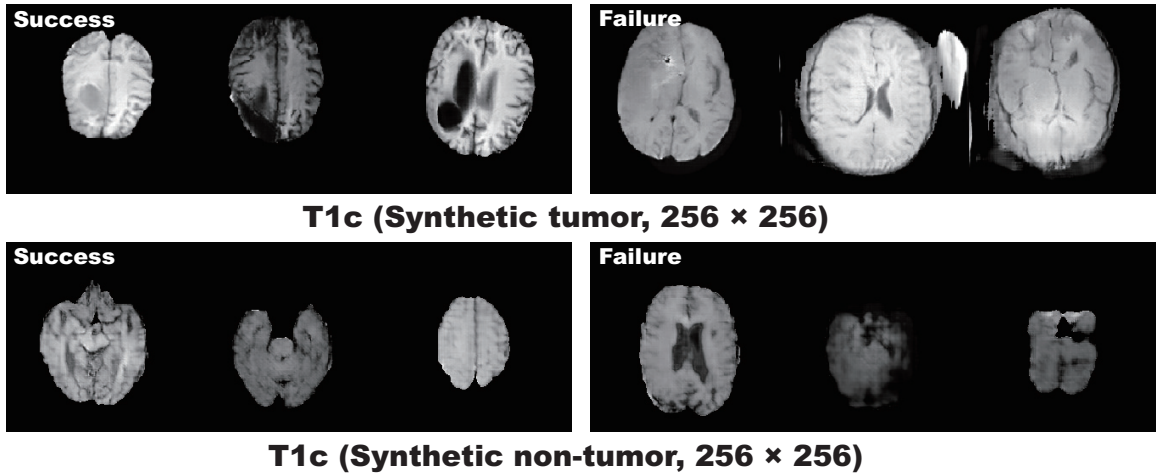 Success
Failure
T1c (Synthetic tumor, 256 × 256)
Success
Failure
T1c (Synthetic non-tumor, 256 × 256)